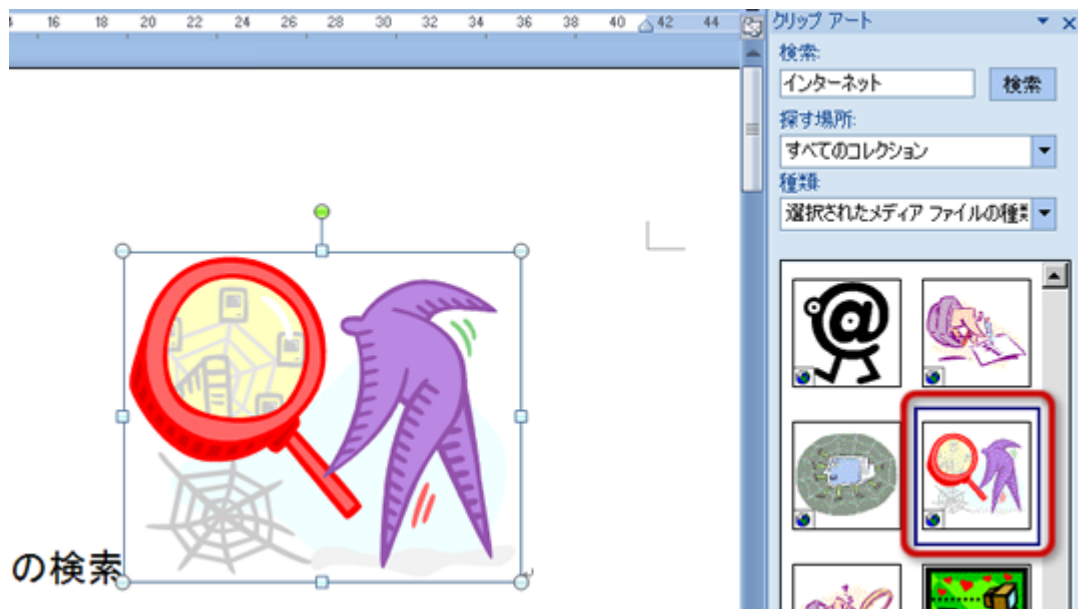 16 18 20 22 24 26 28 30 32 34 36 38 40 42 44
クリップ アート
検索:
インターネット
検索
探す場所:
すべてのコレクション
種類:
選択されたメディア ファイルの種
@
の検索